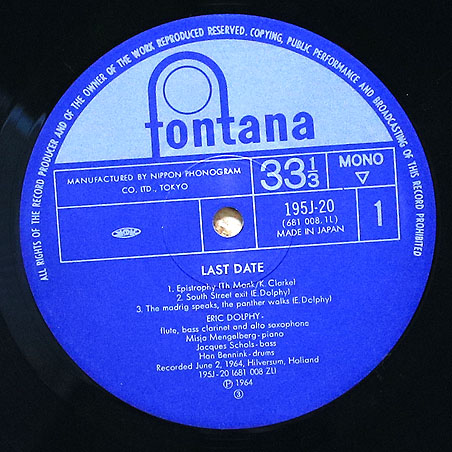 ALL RIGHTS OF THE RECORD PRODUCER AND OF THE OWNER OF THE WORK REPRODUCED RESERVED. COPYING, PUBLIC PERFORMANCE AND BROADCASTING OF THIS RECORD PROHIBITED
fontana
MANUFACTURED BY NIPPON PHONOGRAM
CO. LTD., TOKYO
33 1/3
MONO
▽
195J-20
(681 008. 1L)
MADE IN JAPAN
1
LAST DATE
1. Epistrophy (Th. Monk/K. Clarke)
2. South Street exit (E. Dolphy)
3. The madrig speaks, the panther walks (E. Dolphy)
ERIC DOLPHY-
flute, bass clarinet and alto saxophone
Misja Mengelberg - piano
Jacques Schols - bass
Han Bennink - drums
Recorded June 2, 1964, Hilversum, Holland
195J-20 (681 008 ZL)
Ⓟ 1964
③